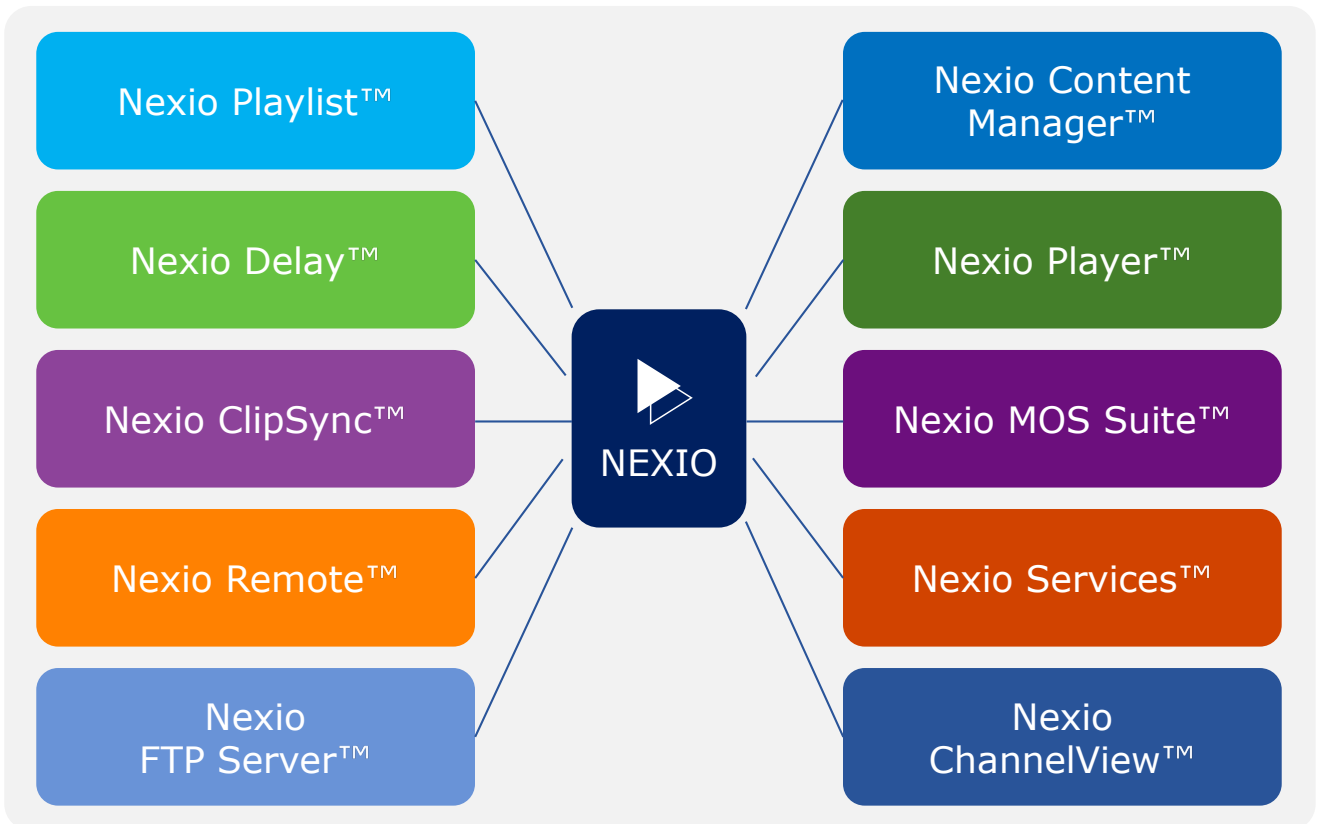 Nexio Playlist™
Nexio Delay™
Nexio ClipSync™
Nexio Remote™
Nexio
FTP Server™
NEXIO
Nexio Content
Manager™
Nexio Player™
Nexio MOS Suite™
Nexio Services™
Nexio
ChannelView™